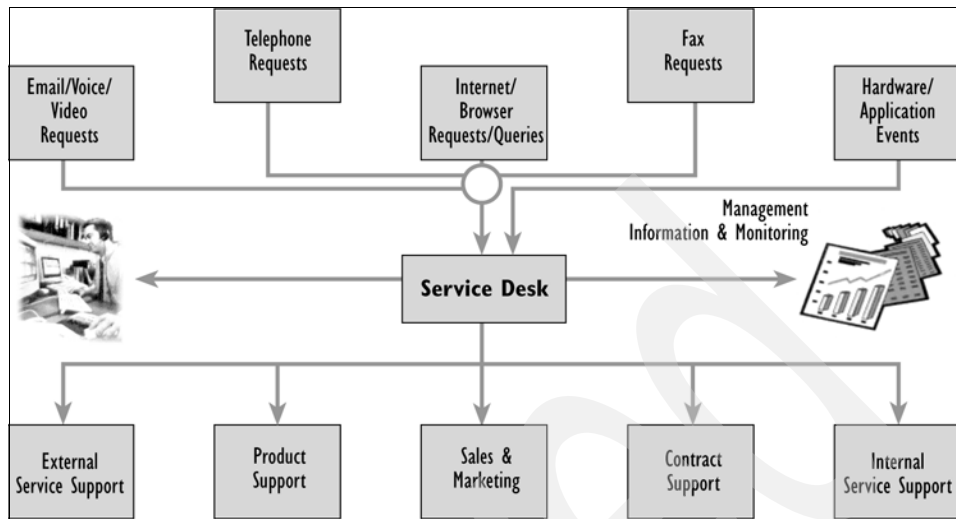 Telephone
Requests
Fax
Requests
Email/Voice/
Video
Requests
Internet/
Browser
Requests/Queries
Hardware/
Application
Events
Management
Information & Monitoring
Service Desk
External
Service Support
Product
Support
Sales &
Marketing
Contract
Support
Internal
Service Support